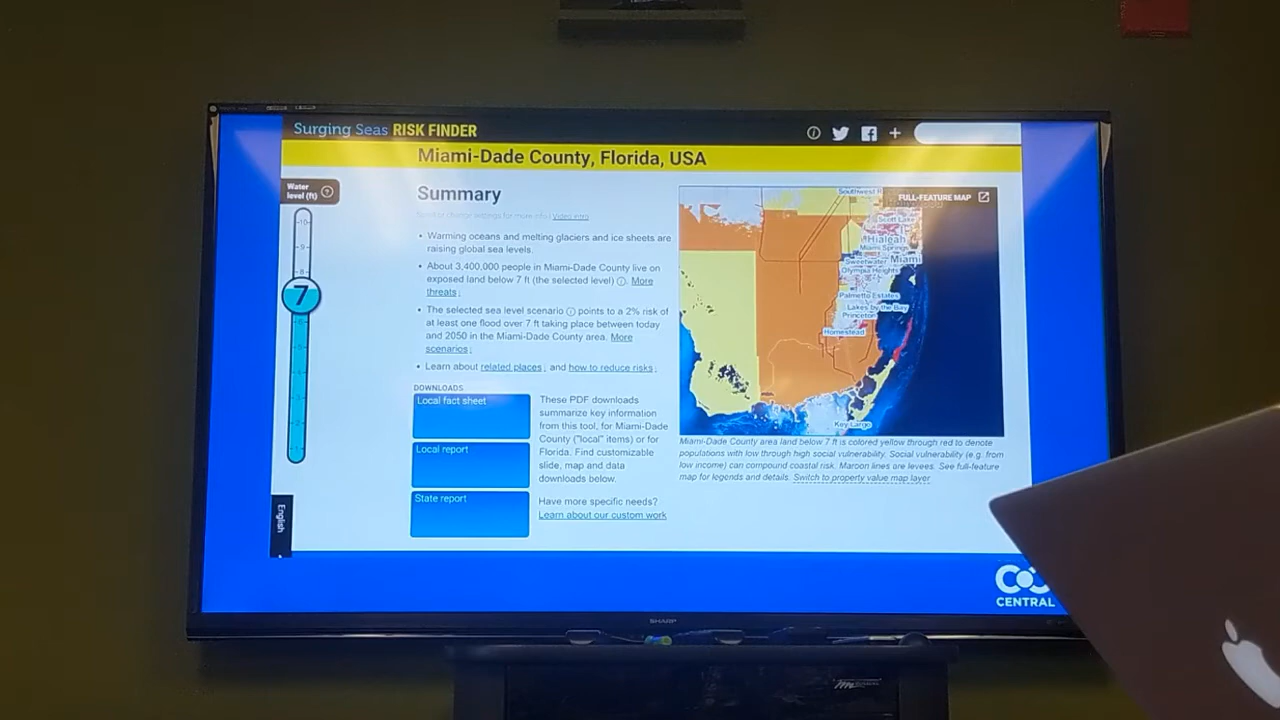 Surging Seas RISK FINDER
Miami-Dade County, Florida, USA
Water
level (ft)
10
9
8
7
Summary
Video intro
• Warming oceans and melting glaciers and ice sheets are
raising global sea levels.
• About 3,400,000 people in Miami-Dade County live on
exposed land below 7 ft (the selected level). More
threats
• The selected sea level scenario points to a 2% risk of
at least one flood over 7 ft taking place between today
and 2050 in the Miami-Dade County area. More
scenarios
• Learn about related places, and how to reduce risks
DOWNLOADS
Local fact sheet
Local report
State report
These PDF downloads
summarize key information
from this tool, for Miami-Dade
County ("local" items) or for
Florida. Find customizable
slide, map and data
downloads below.
Have more specific needs?
Learn about our custom work
FULL-FEATURE MAP
Southwest R
Scott Lake
Hialeah
Miami Springs
Sweetwater
Miami
Olympia Heights
Palmetto Estates
Lakes by the Bay
Princeton
Homestead
Key Largo
Miami-Dade County area land below 7 ft is colored yellow through red to denote
populations with low through high social vulnerability. Social vulnerability (e.g. from
low income) can compound coastal risk. Maroon lines are levees. See full-feature
map for legends and details. Switch to property value map layer
English
CENTRAL
SHARP